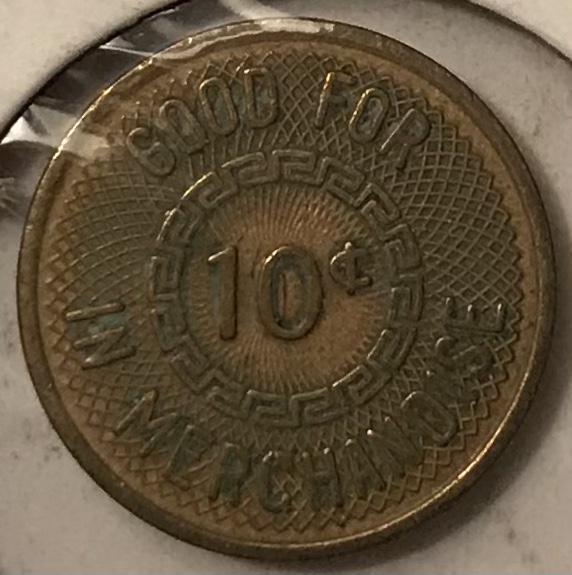 GOOD FOR
10¢
IN MERCHANDISE